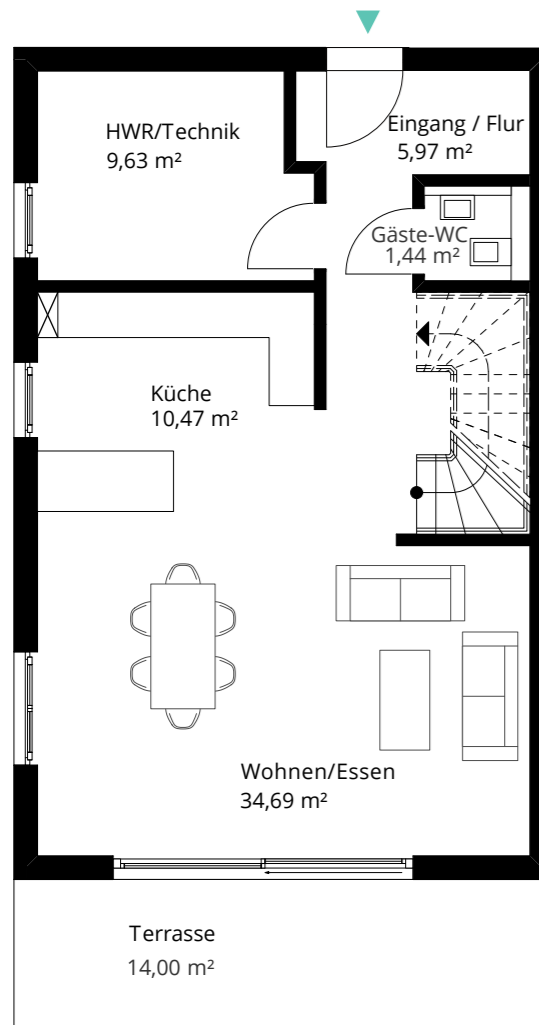 HWR/Technik
9,63 m²
Eingang / Flur
5,97 m²
Gäste-WC
1,44 m²
Küche
10,47 m²
Wohnen/Essen
34,69 m²
Terrasse
14,00 m²